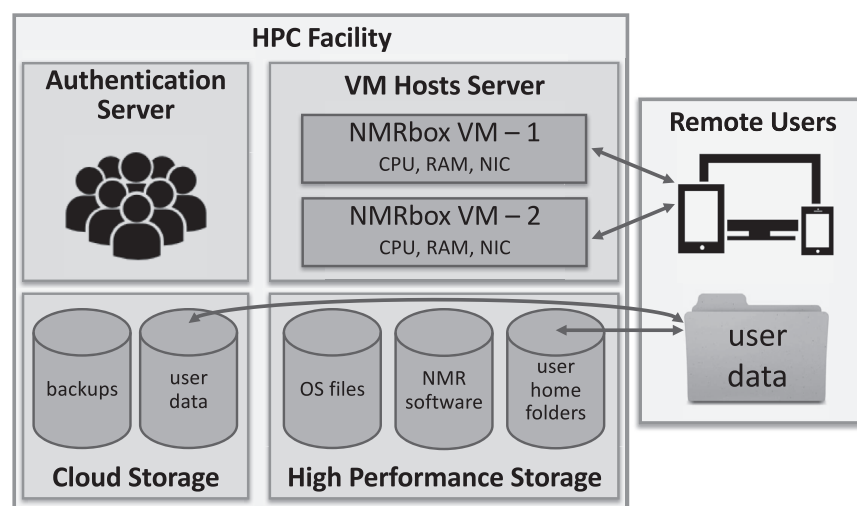 HPC Facility
Authentication
Server
VM Hosts Server
NMRbox VM – 1
CPU, RAM, NIC
NMRbox VM – 2
CPU, RAM, NIC
Remote Users
backups
user
data
Cloud Storage
OS files
NMR
software
user
home
folders
High Performance Storage
user
data